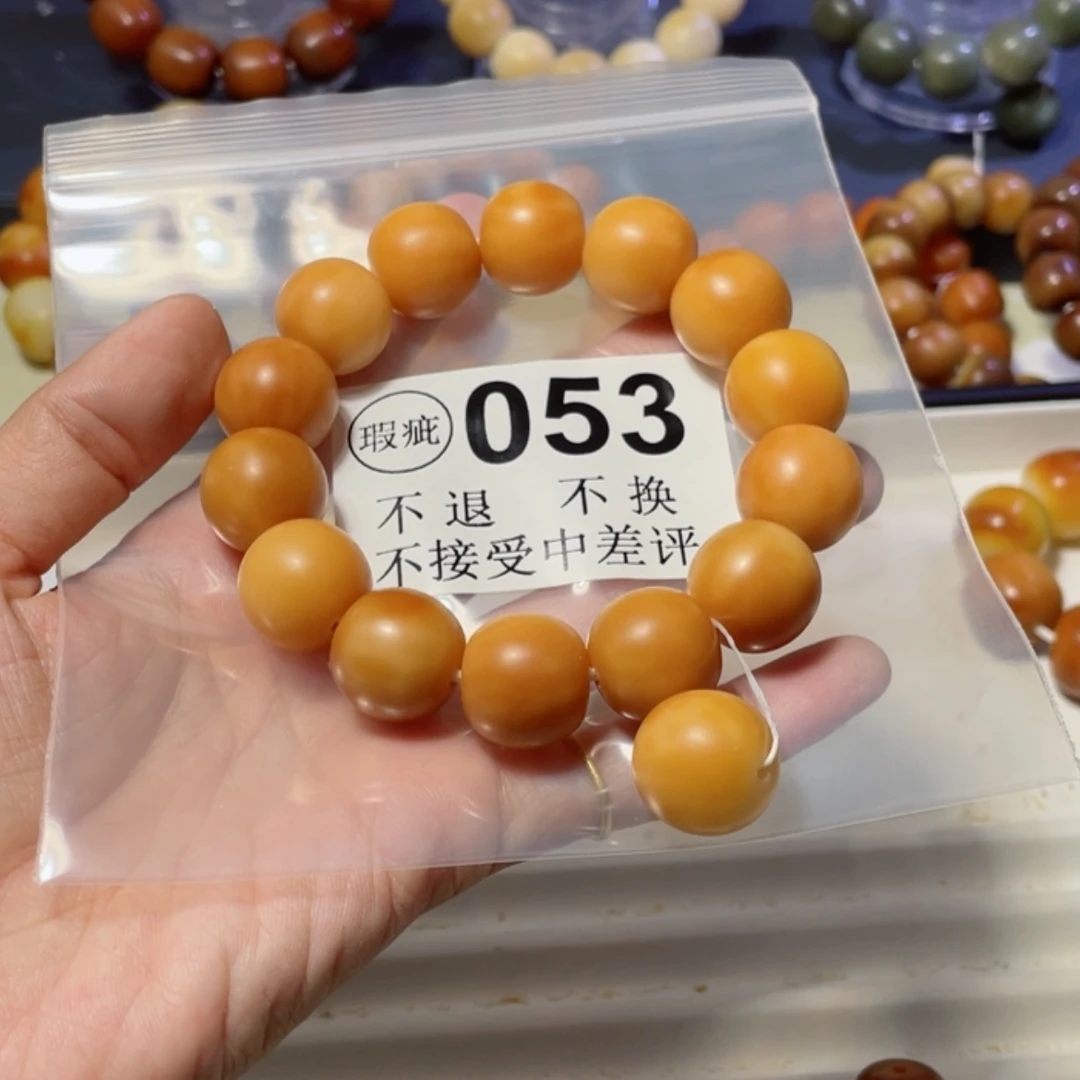 瑕疵 053
不退 不换
不接受中差评